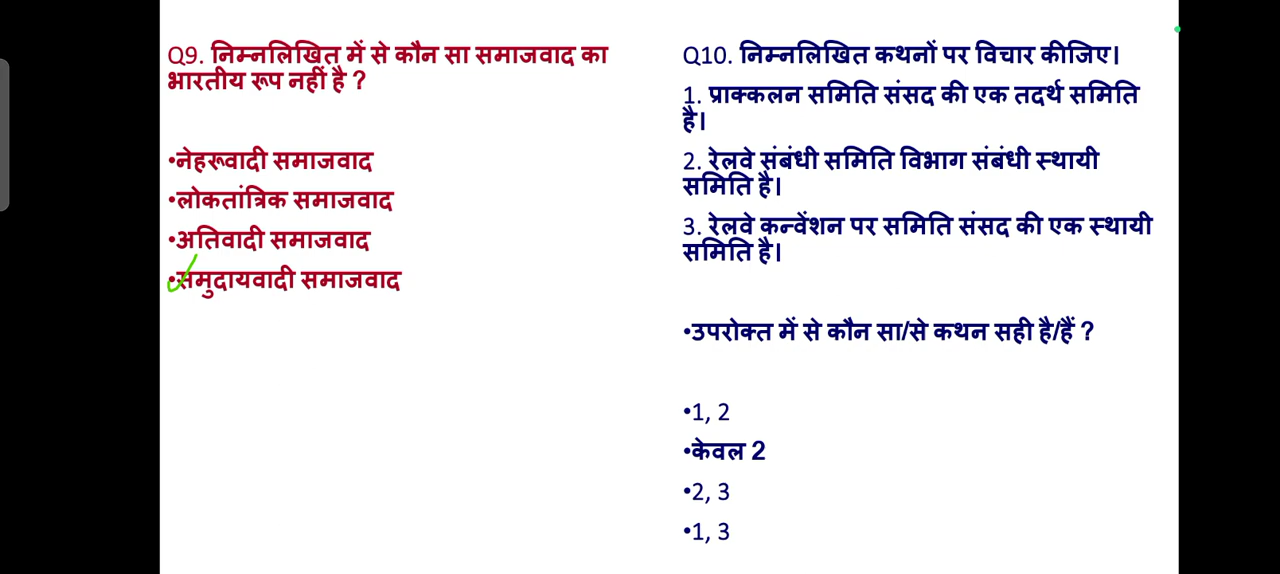 Q9. निम्नलिखित में से कौन सा समाजवाद का
भारतीय रूप नहीं है ?
•नेहरूवादी समाजवाद
•लोकतांत्रिक समाजवाद
•अतिवादी समाजवाद
•समुदायवादी समाजवाद
Q10. निम्नलिखित कथनों पर विचार कीजिए।
1. प्राक्कलन समिति संसद की एक तदर्थ समिति
है।
2. रेलवे संबंधी समिति विभाग संबंधी स्थायी
समिति है।
3. रेलवे कन्वेंशन पर समिति संसद की एक स्थायी
समिति है।
•उपरोक्त में से कौन सा/से कथन सही है/हैं ?
•1, 2
•केवल 2
•2, 3
•1, 3